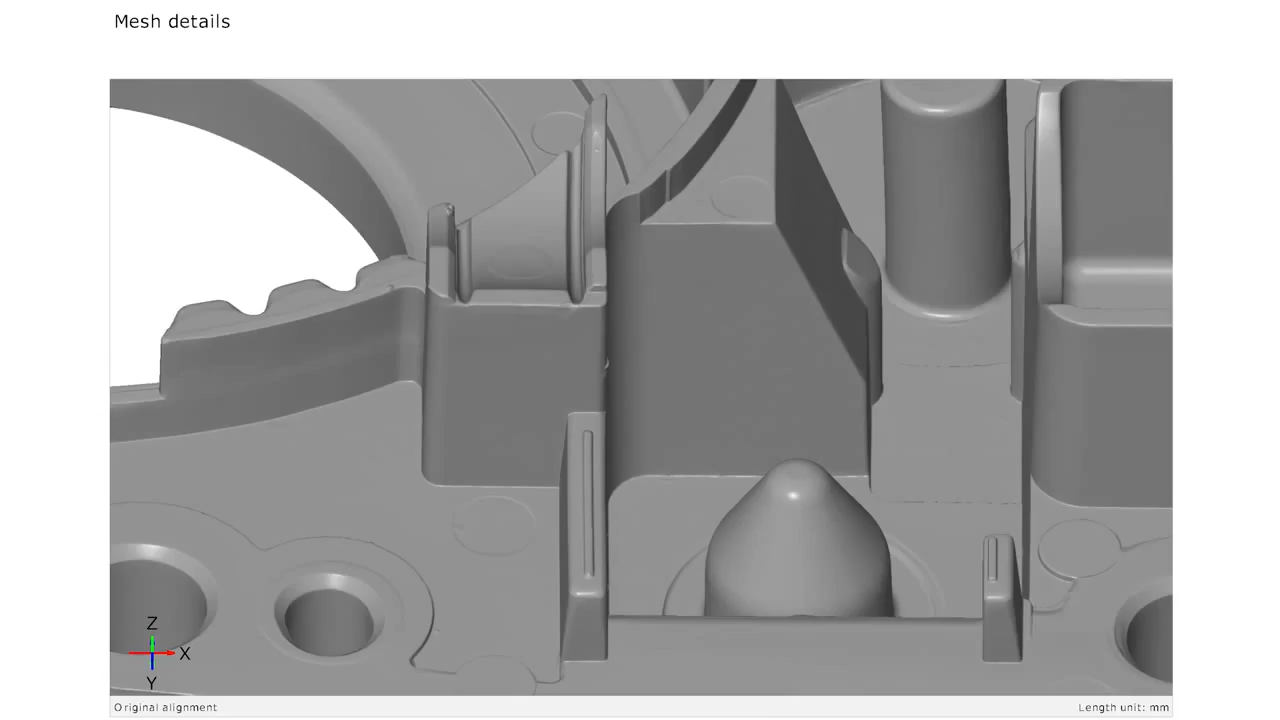 Mesh details
Z
X
Y
Original alignment
Length unit: mm